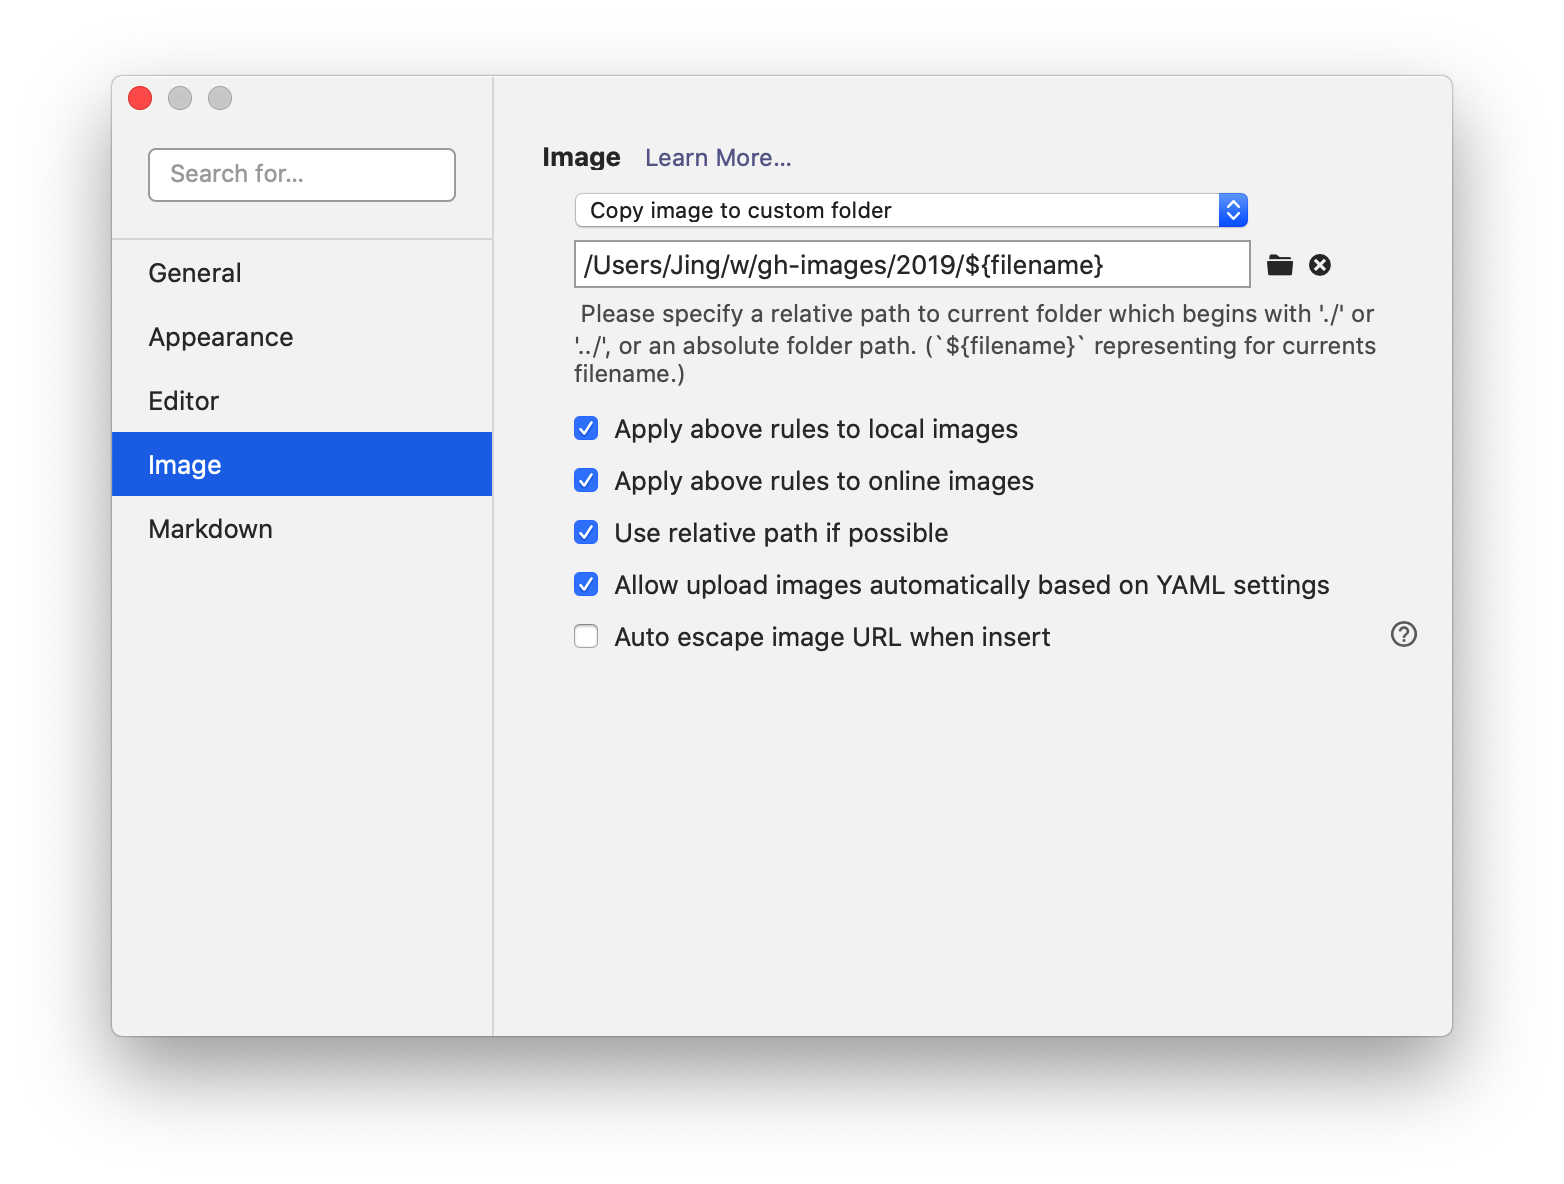 Search for...
General
Appearance
Editor
Image
Markdown
Image Learn More...
Copy image to custom folder
/Users/Jing/w/gh-images/2019/${filename}
Please specify a relative path to current folder which begins with './' or
'../', or an absolute folder path. (`${filename}` representing for currents
filename.)
Apply above rules to local images
Apply above rules to online images
Use relative path if possible
Allow upload images automatically based on YAML settings
Auto escape image URL when insert